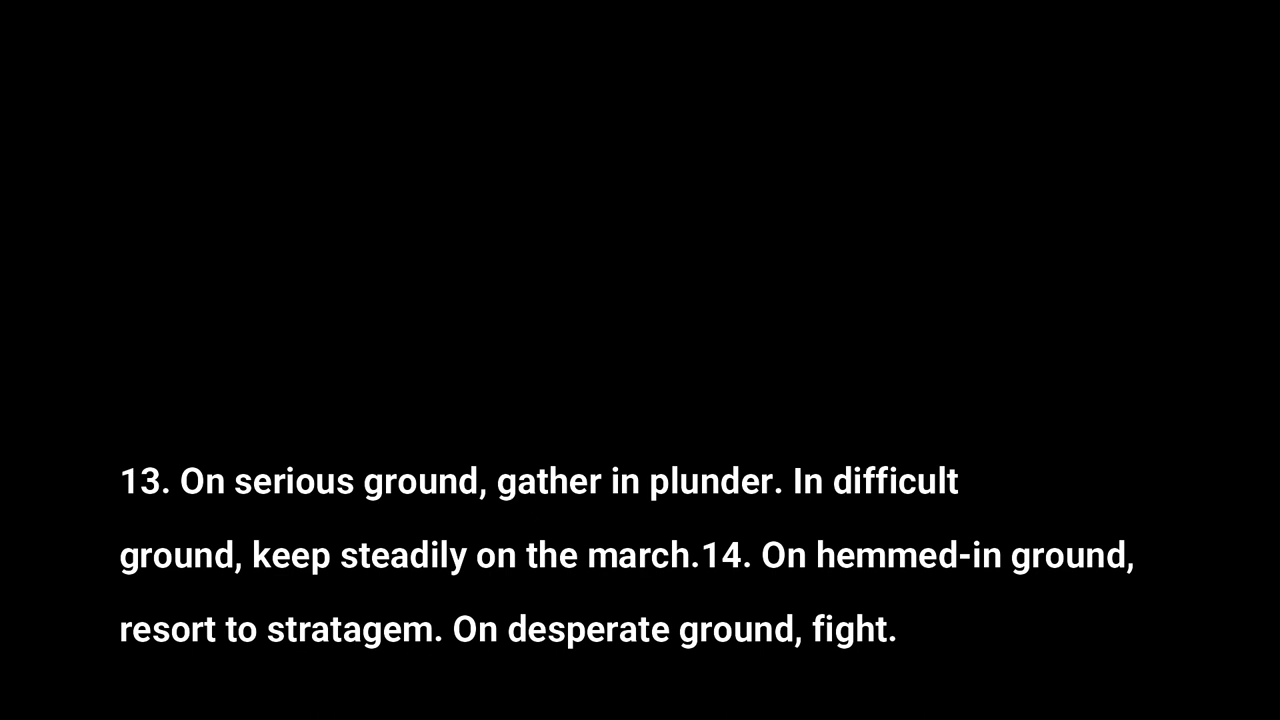 13. On serious ground, gather in plunder. In difficult
ground, keep steadily on the march.14. On hemmed-in ground,
resort to stratagem. On desperate ground, fight.